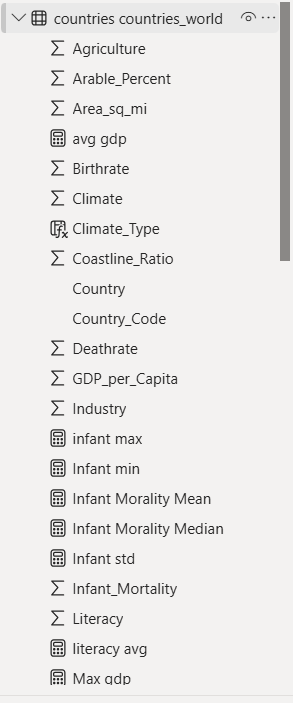 countries countries_world
Agriculture
Arable_Percent
Area_sq_mi
avg gdp
Birthrate
Climate
Climate_Type
Coastline_Ratio
Country
Country_Code
Deathrate
GDP_per_Capita
Industry
infant max
Infant min
Infant Morality Mean
Infant Morality Median
Infant std
Infant_Mortality
Literacy
literacy avg
Max gdp